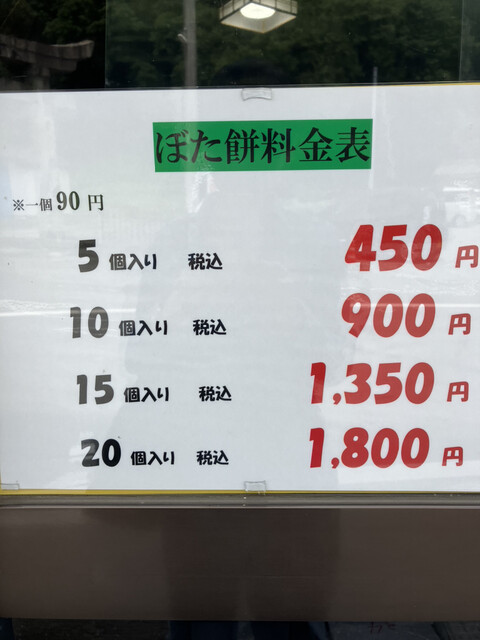 ぼた餅料金表
※一個 90 円
5 個入り 税込 450 円
10 個入り 税込 900 円
15 個入り 税込 1,350 円
20 個入り 税込 1,800 円